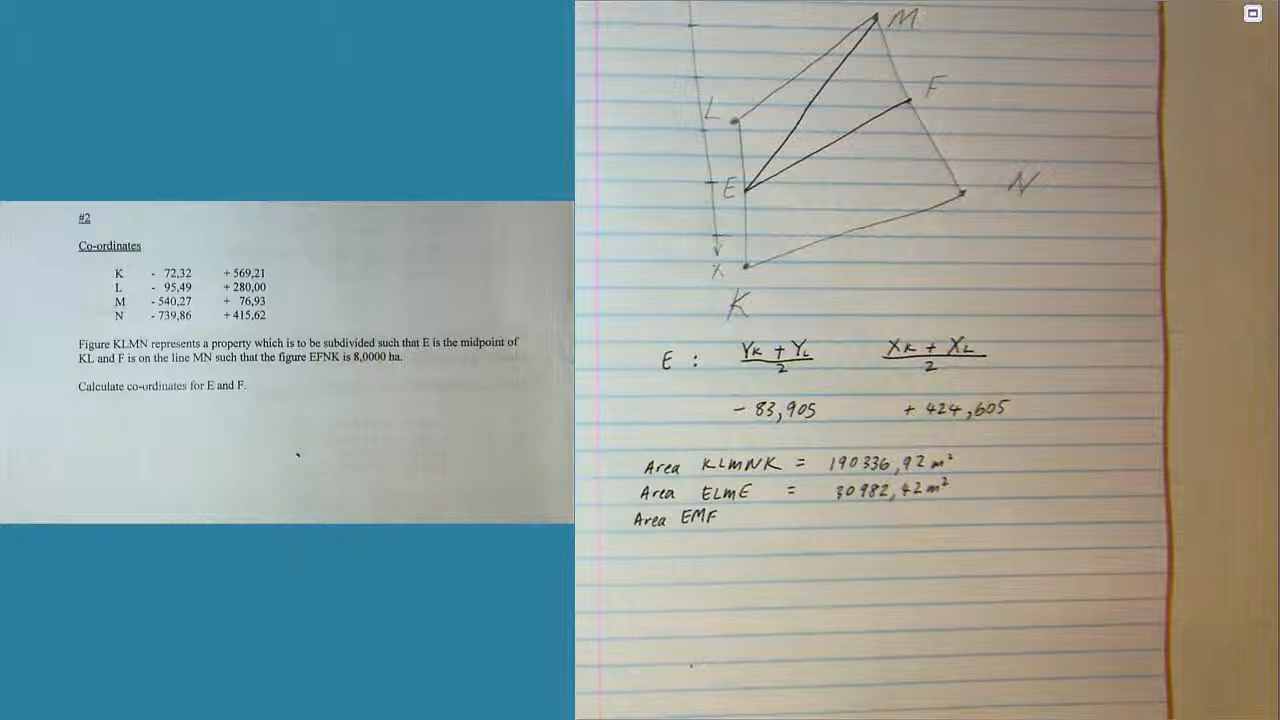 #2
Co-ordinates
K - 72,32 + 569,21
L - 95,49 + 280,00
M - 540,27 + 76,93
N - 739,86 + 415,62
Figure KLMN represents a property which is to be subdivided such that E is the midpoint of
KL and F is on the line MN such that the figure EFNK is 8,0000 ha.
Calculate co-ordinates for E and F.
M
F
L
E
N
X
K
E : YK + YL / 2 XK + XL / 2
- 83,905 + 424,605
Area KLMNK = 190336,92 m²
Area ELME = 30982,42 m²
Area EMF